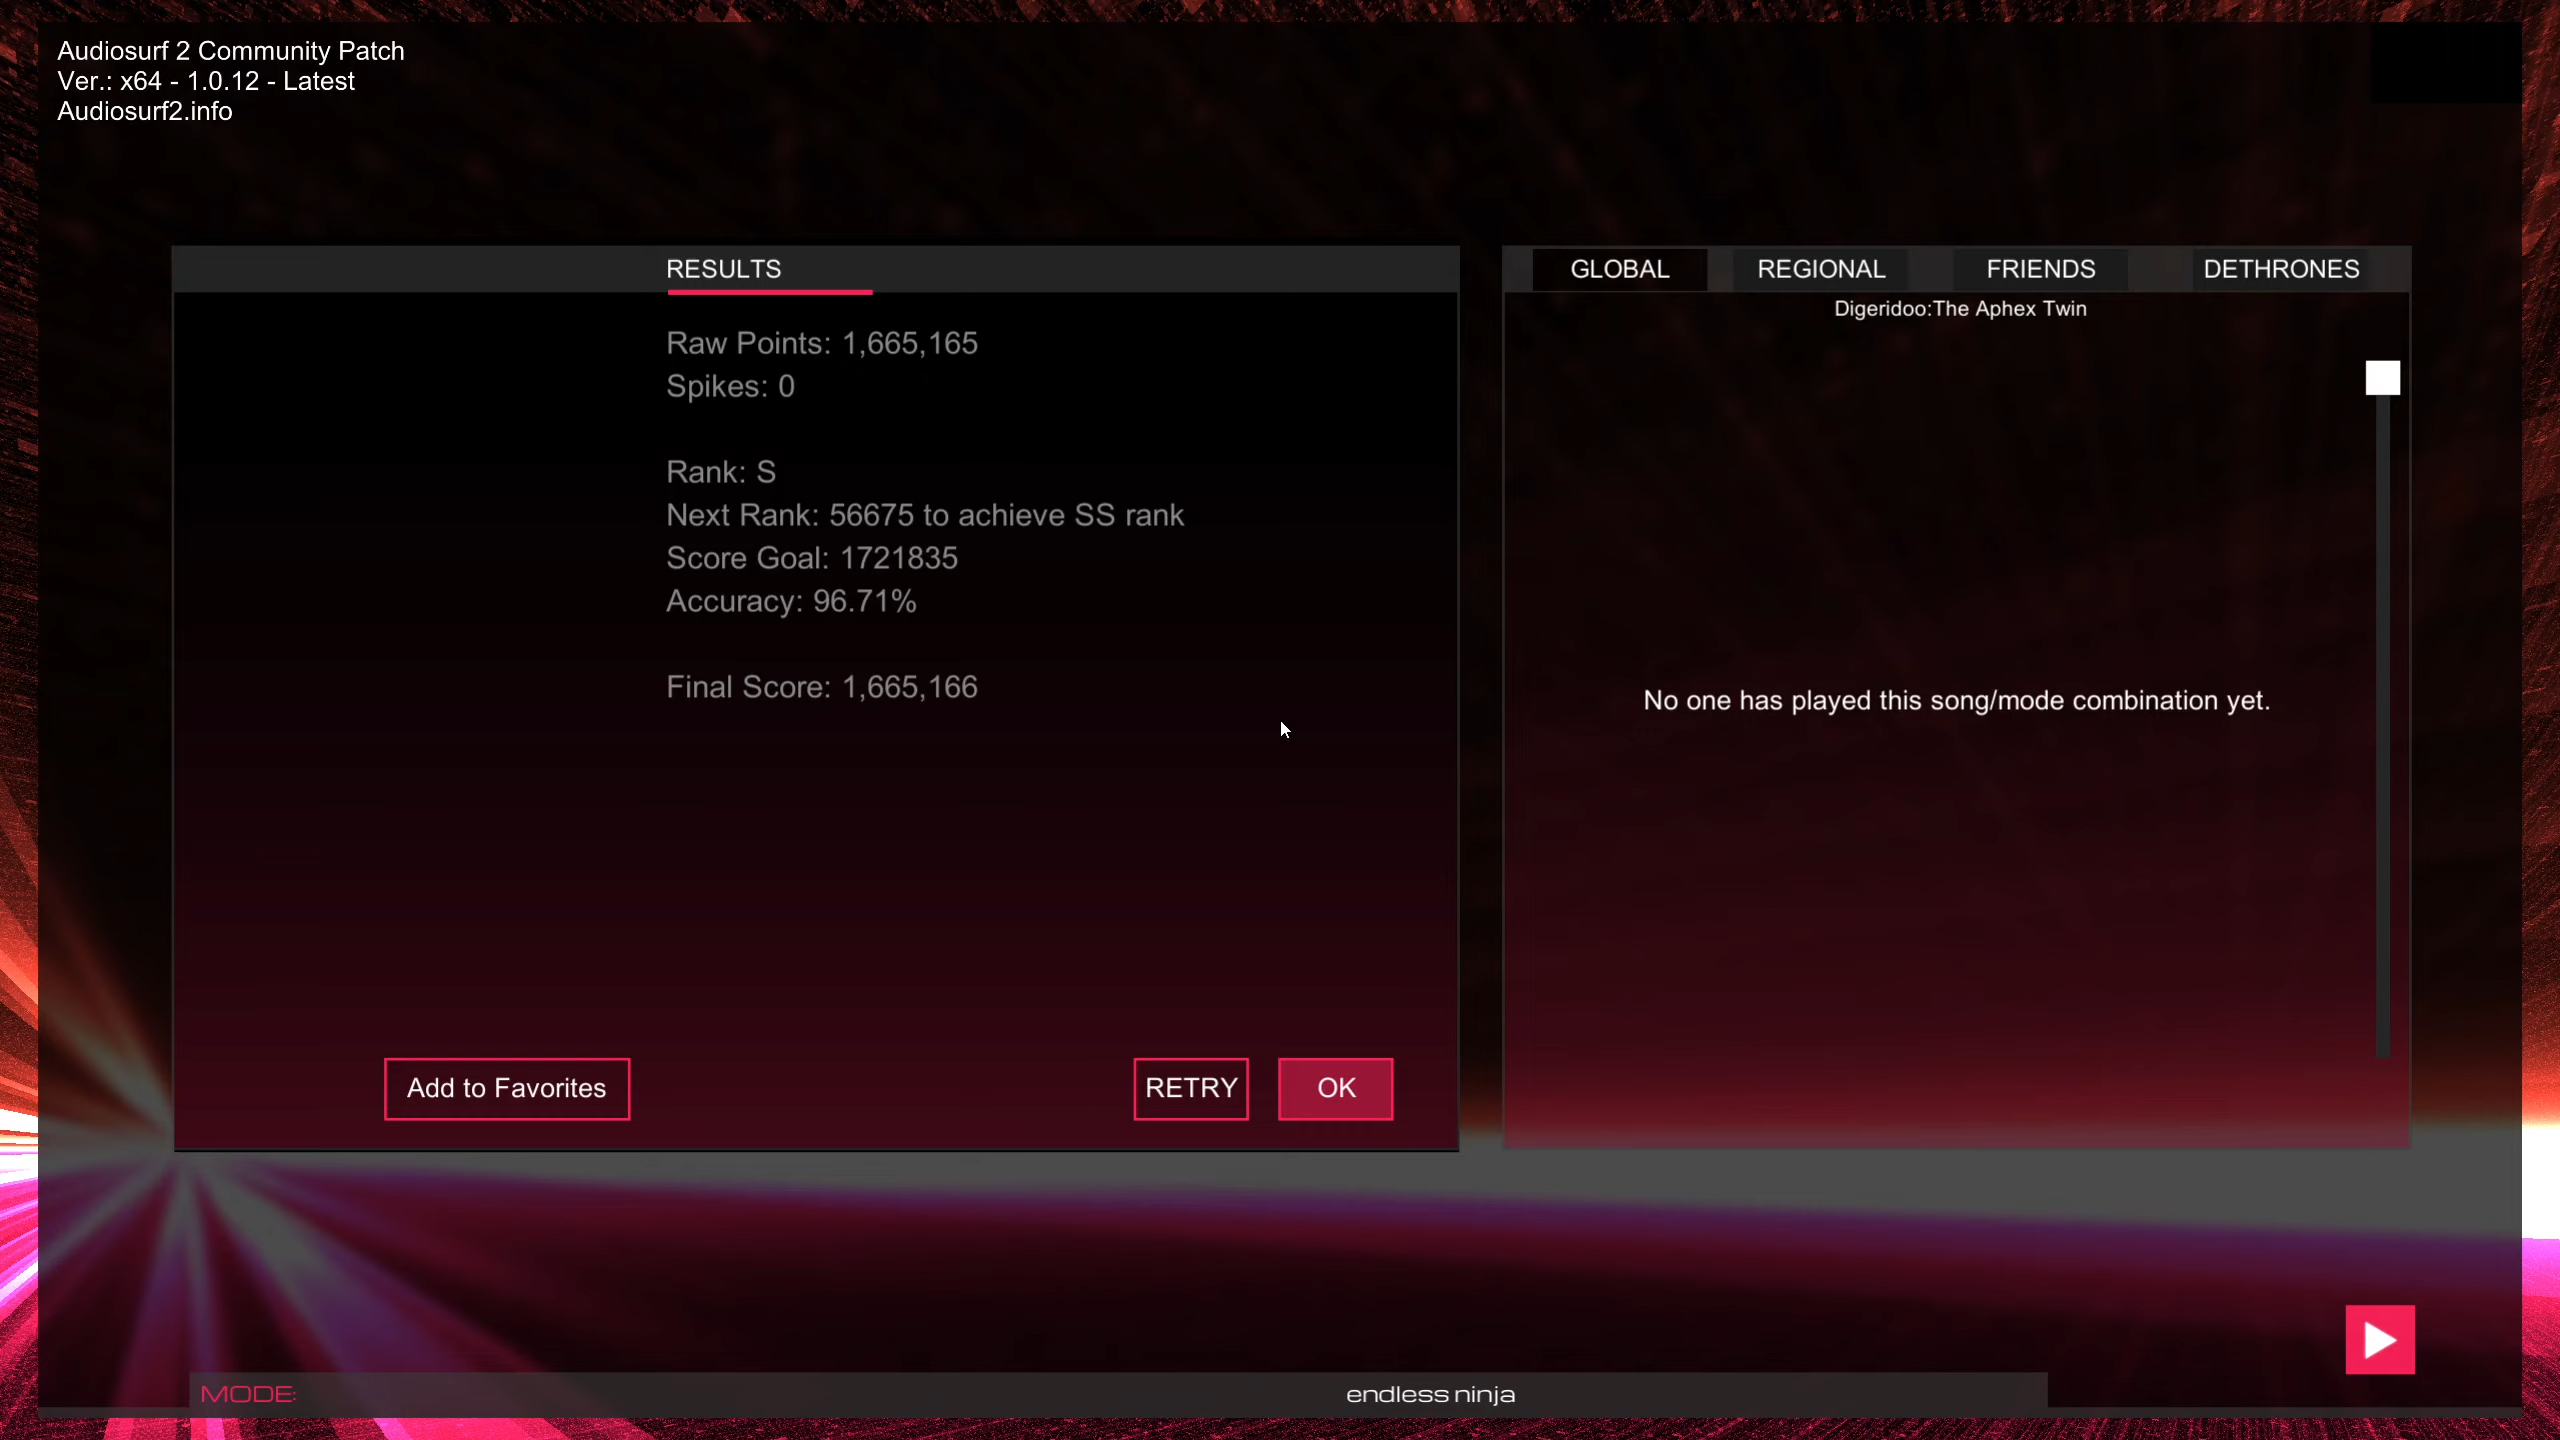 Audiosurf 2 Community Patch
Ver.: x64 - 1.0.12 - Latest
Audiosurf2.info
RESULTS
Raw Points: 1,665,165
Spikes: 0
Rank: S
Next Rank: 56675 to achieve SS rank
Score Goal: 1721835
Accuracy: 96.71%
Final Score: 1,665,166
Add to Favorites
RETRY
OK
GLOBAL
REGIONAL
FRIENDS
DETHRONES
Digeridoo:The Aphex Twin
No one has played this song/mode combination yet.
MODE:
endless ninja